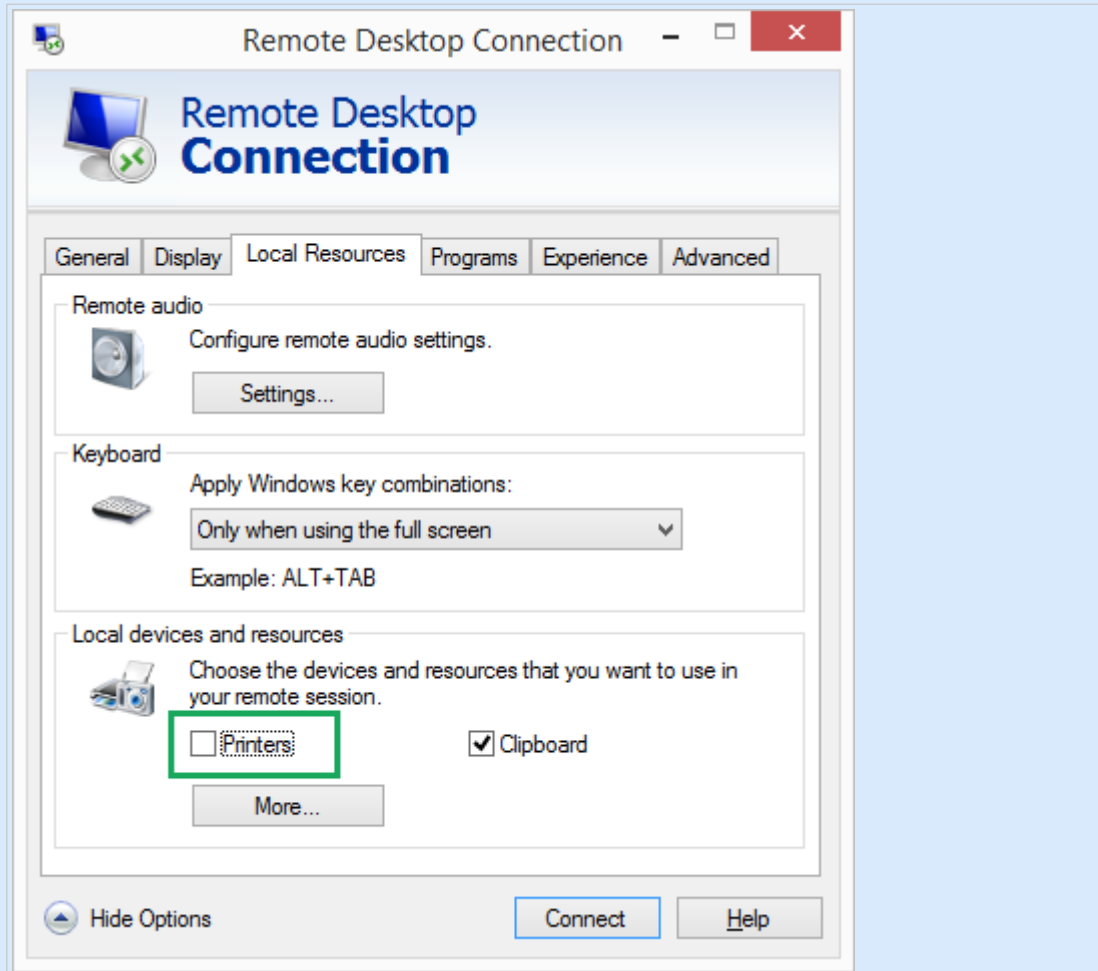 Remote Desktop Connection
Remote Desktop
Connection
General Display Local Resources Programs Experience Advanced
Remote audio
Configure remote audio settings.
Settings...
Keyboard
Apply Windows key combinations:
Only when using the full screen
Example: ALT+TAB
Local devices and resources
Choose the devices and resources that you want to use in
your remote session.
Printers Clipboard
More...
Hide Options Connect Help